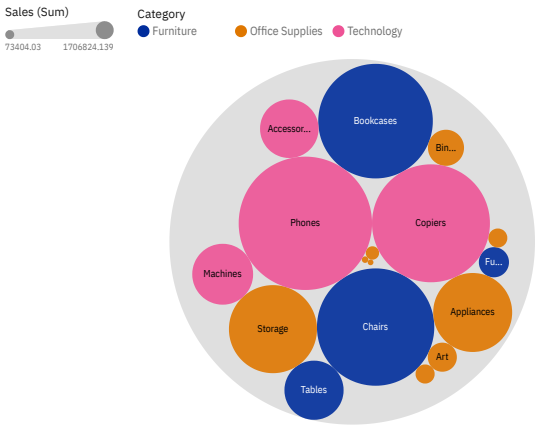 Sales (Sum)
73404.03 1706824.139
Category
Furniture Office Supplies Technology
Bookcases
Accessor...
Bin...
Phones
Copiers
Fu...
Machines
Appliances
Storage
Chairs
Art
Tables